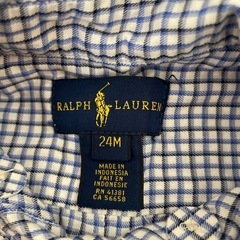 RALPH LAUREN
24M
MADE IN
INDONESIA
FAIT EN
INDONESIE
RN 41381
CA 56658